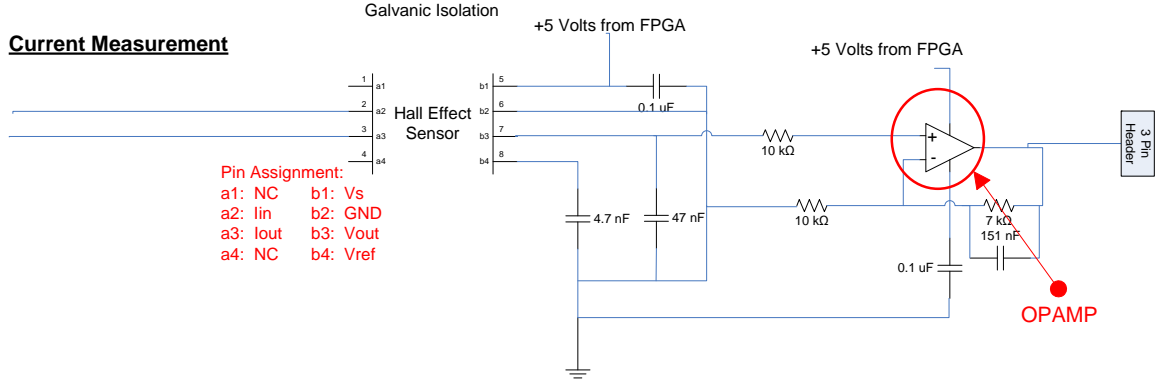 Galvanic Isolation
+5 Volts from FPGA
Current Measurement
+5 Volts from FPGA
1 a1
2 a2
3 a3
4 a4
Hall Effect
Sensor
b1 5
b2 6
b3 7
b4 8
0.1 uF
10 kΩ
+
-
3 Pin
Header
Pin Assignment:
a1: NC b1: Vs
a2: Iin b2: GND
a3: Iout b3: Vout
a4: NC b4: Vref
4.7 nF
47 nF
10 kΩ
7 kΩ
151 nF
0.1 uF
OPAMP